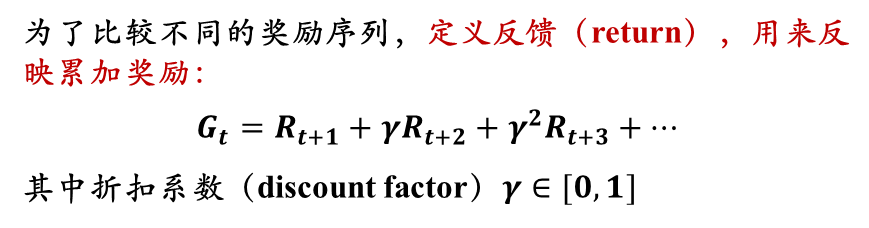 为了比较不同的奖励序列，定义反馈（return），用来反
映累加奖励：
G_t = R_{t+1} + γR_{t+2} + γ²R_{t+3} + ⋯
其中折扣系数（discount factor）γ ∈ [0, 1]